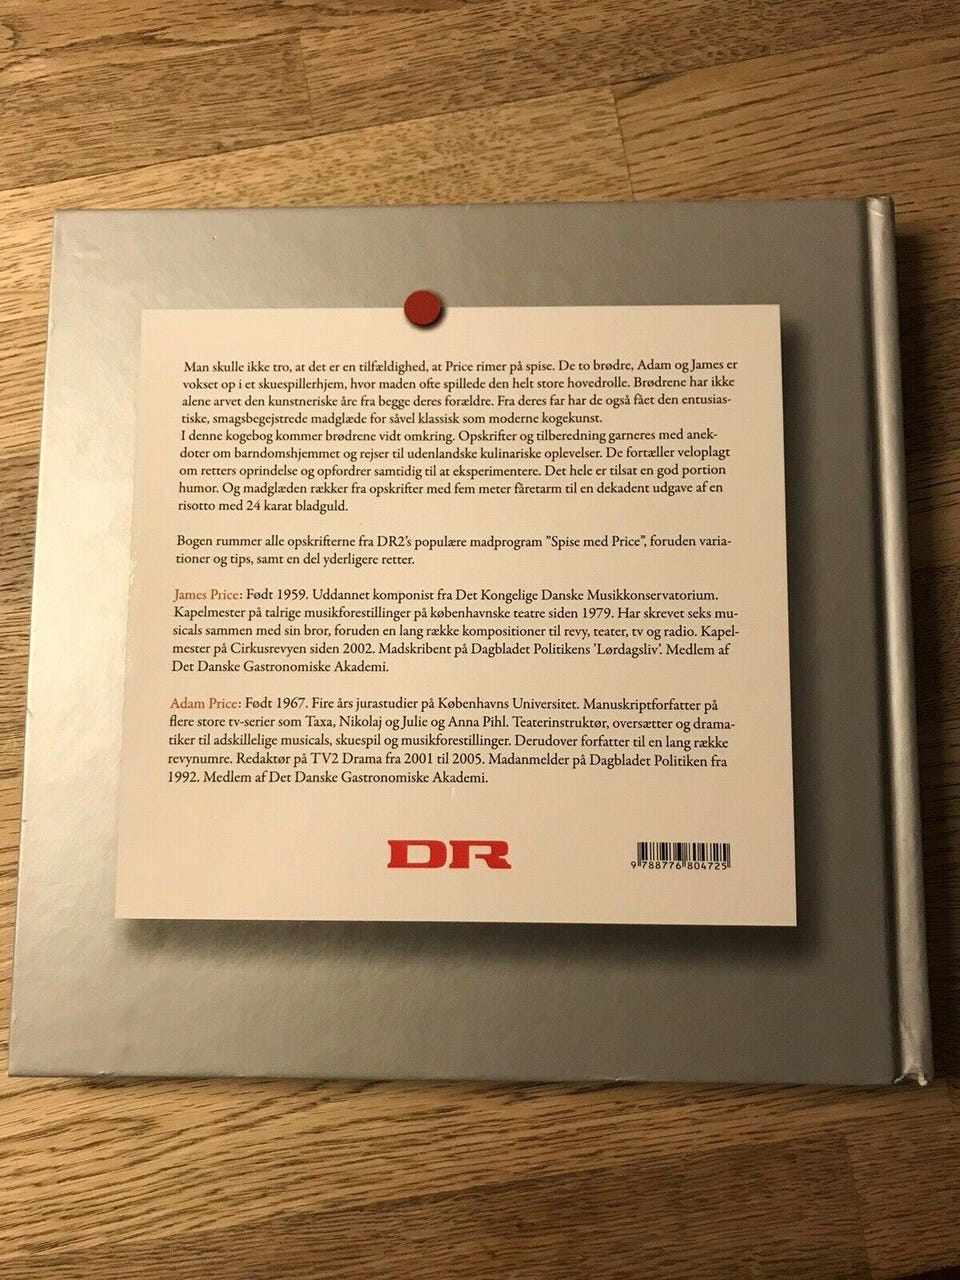 Man skulle ikke tro, at det er en tilfældighed, at Price rimer på spise. De to brødre, Adam og James er
vokset op i et skuespillerhjem, hvor maden ofte spillede den helt store hovedrolle. Brødrene har ikke
alene arvet den kunstneriske åre fra begge deres forældre. Fra deres far har de også fået den entusias-
tiske, smagsbegejstrede madglæde for såvel klassisk som moderne kogekunst.
I denne kogebog kommer brødrene vidt omkring. Opskrifter og tilberedning garneres med anek-
doter om barndomshjemmet og rejser til udenlandske kulinariske oplevelser. De fortæller veloplagt
om retters oprindelse og opfordrer samtidig til at eksperimentere. Det hele er tilsat en god portion
humor. Og madglæden rækker fra opskrifter med fem meter fåretarm til en dekadent udgave af en
risotto med 24 karat bladguld.
Bogen rummer alle opskrifterne fra DR2's populære madprogram "Spise med Price", foruden varia-
tioner og tips, samt en del yderligere retter.
James Price: Født 1959. Uddannet komponist fra Det Kongelige Danske Musikkonservatorium.
Kapelmester på talrige musikforestillinger på københavnske teatre siden 1979. Har skrevet seks mu-
sicals sammen med sin bror, foruden en lang række kompositioner til revy, teater, tv og radio. Kapel-
mester på Cirkusrevyen siden 2002. Madskribent på Dagbladet Politikens 'Lørdagsliv'. Medlem af
Det Danske Gastronomiske Akademi.
Adam Price: Født 1967. Fire års jurastudier på Københavns Universitet. Manuskriptforfatter på
flere store tv-serier som Taxa, Nikolaj og Julie og Anna Pihl. Teaterinstruktør, oversætter og drama-
tiker til adskillelige musicals, skuespil og musikforestillinger. Derudover forfatter til en lang række
revynumre. Redaktør på TV2 Drama fra 2001 til 2005. Madanmelder på Dagbladet Politiken fra
1992. Medlem af Det Danske Gastronomiske Akademi.
DR
9 788776 804725